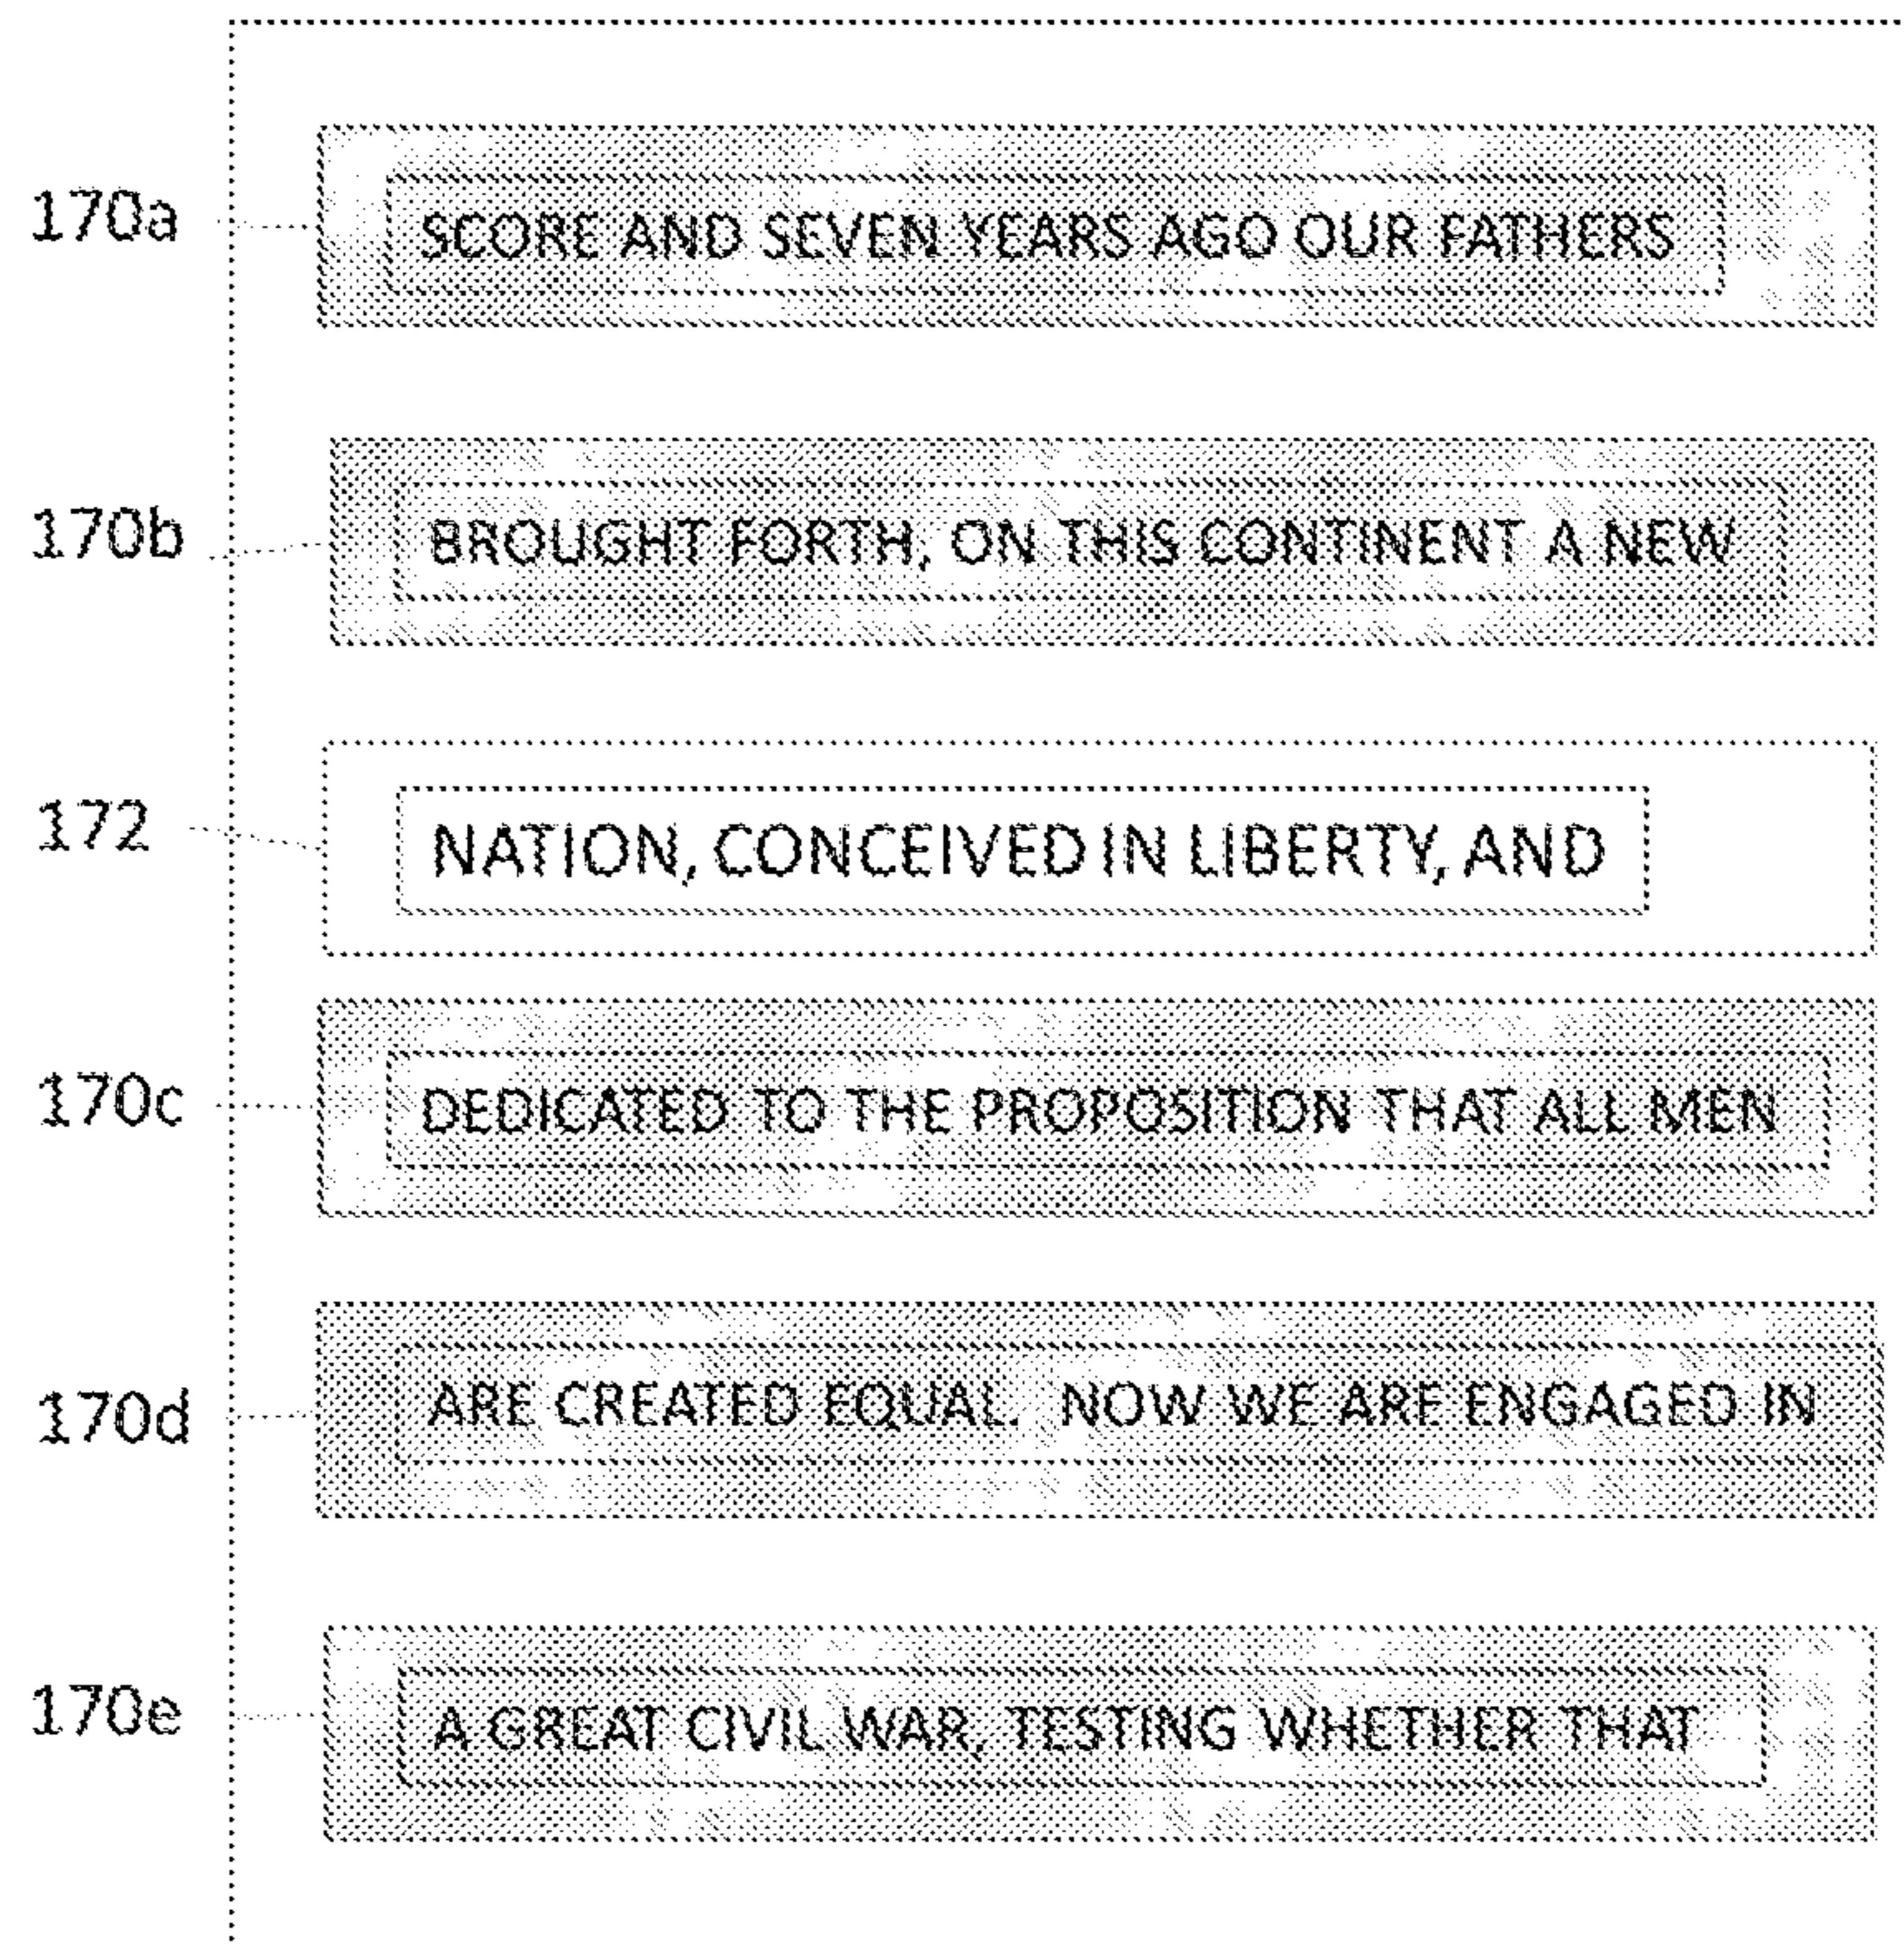 170a SCORE AND SEVEN YEARS AGO OUR FATHERS
170b BROUGHT FORTH, ON THIS CONTINENT A NEW
172 NATION, CONCEIVED IN LIBERTY, AND
170c DEDICATED TO THE PROPOSITION THAT ALL MEN
170d ARE CREATED EQUAL. NOW WE ARE ENGAGED IN
170e A GREAT CIVIL WAR, TESTING WHETHER THAT